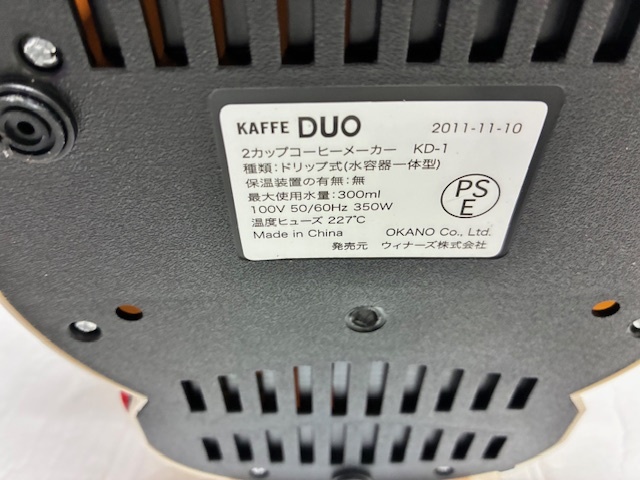 KAFFE DUO 2011-11-10
2カップコーヒーメーカー KD-1
種類:ドリップ式(水容器一体型)
保温装置の有無:無
最大使用水量:300ml
100V 50/60Hz 350W
温度ヒューズ 227℃
Made in China OKANO Co., Ltd.
発売元 ウィナーズ株式会社
PS
E